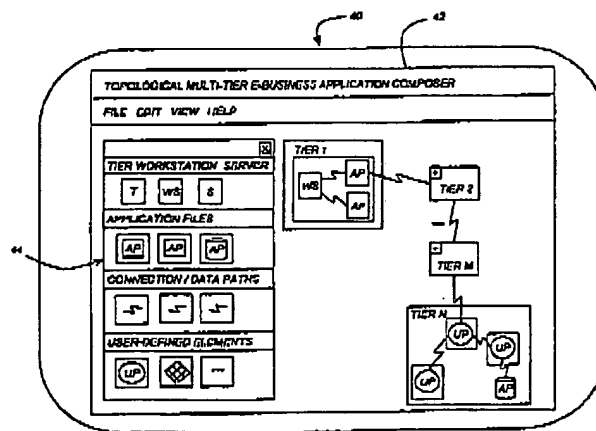 40
42
TOPOLOGICAL MULTI-TIER E-BUSINESS APPLICATION COMPOSER
FILE EDIT VIEW HELP
X
TIER WORKSTATION SERVER
T WS S
APPLICATION FILES
AP AP AP
CONNECTION / DATA PATHS
USER-DEFINED ELEMENTS
UP ...
44
TIER 1
WS AP
AP
+
TIER 2
+
TIER M
TIER N
UP
UP
UP
AP